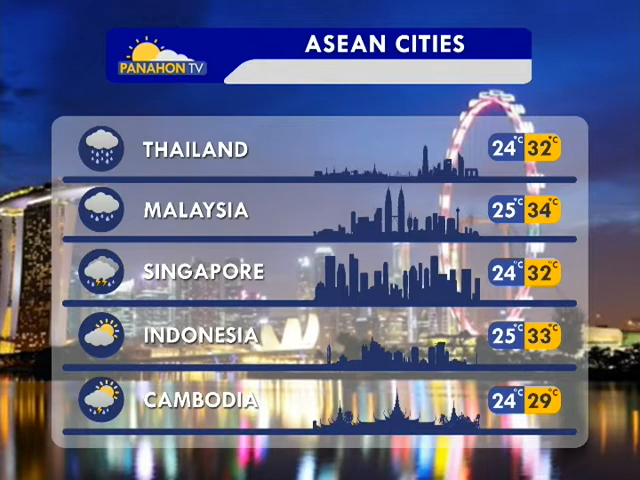 ASEAN CITIES
PANAHON TV
THAILAND 24°C 32°C
MALAYSIA 25°C 34°C
SINGAPORE 24°C 32°C
INDONESIA 25°C 33°C
CAMBODIA 24°C 29°C